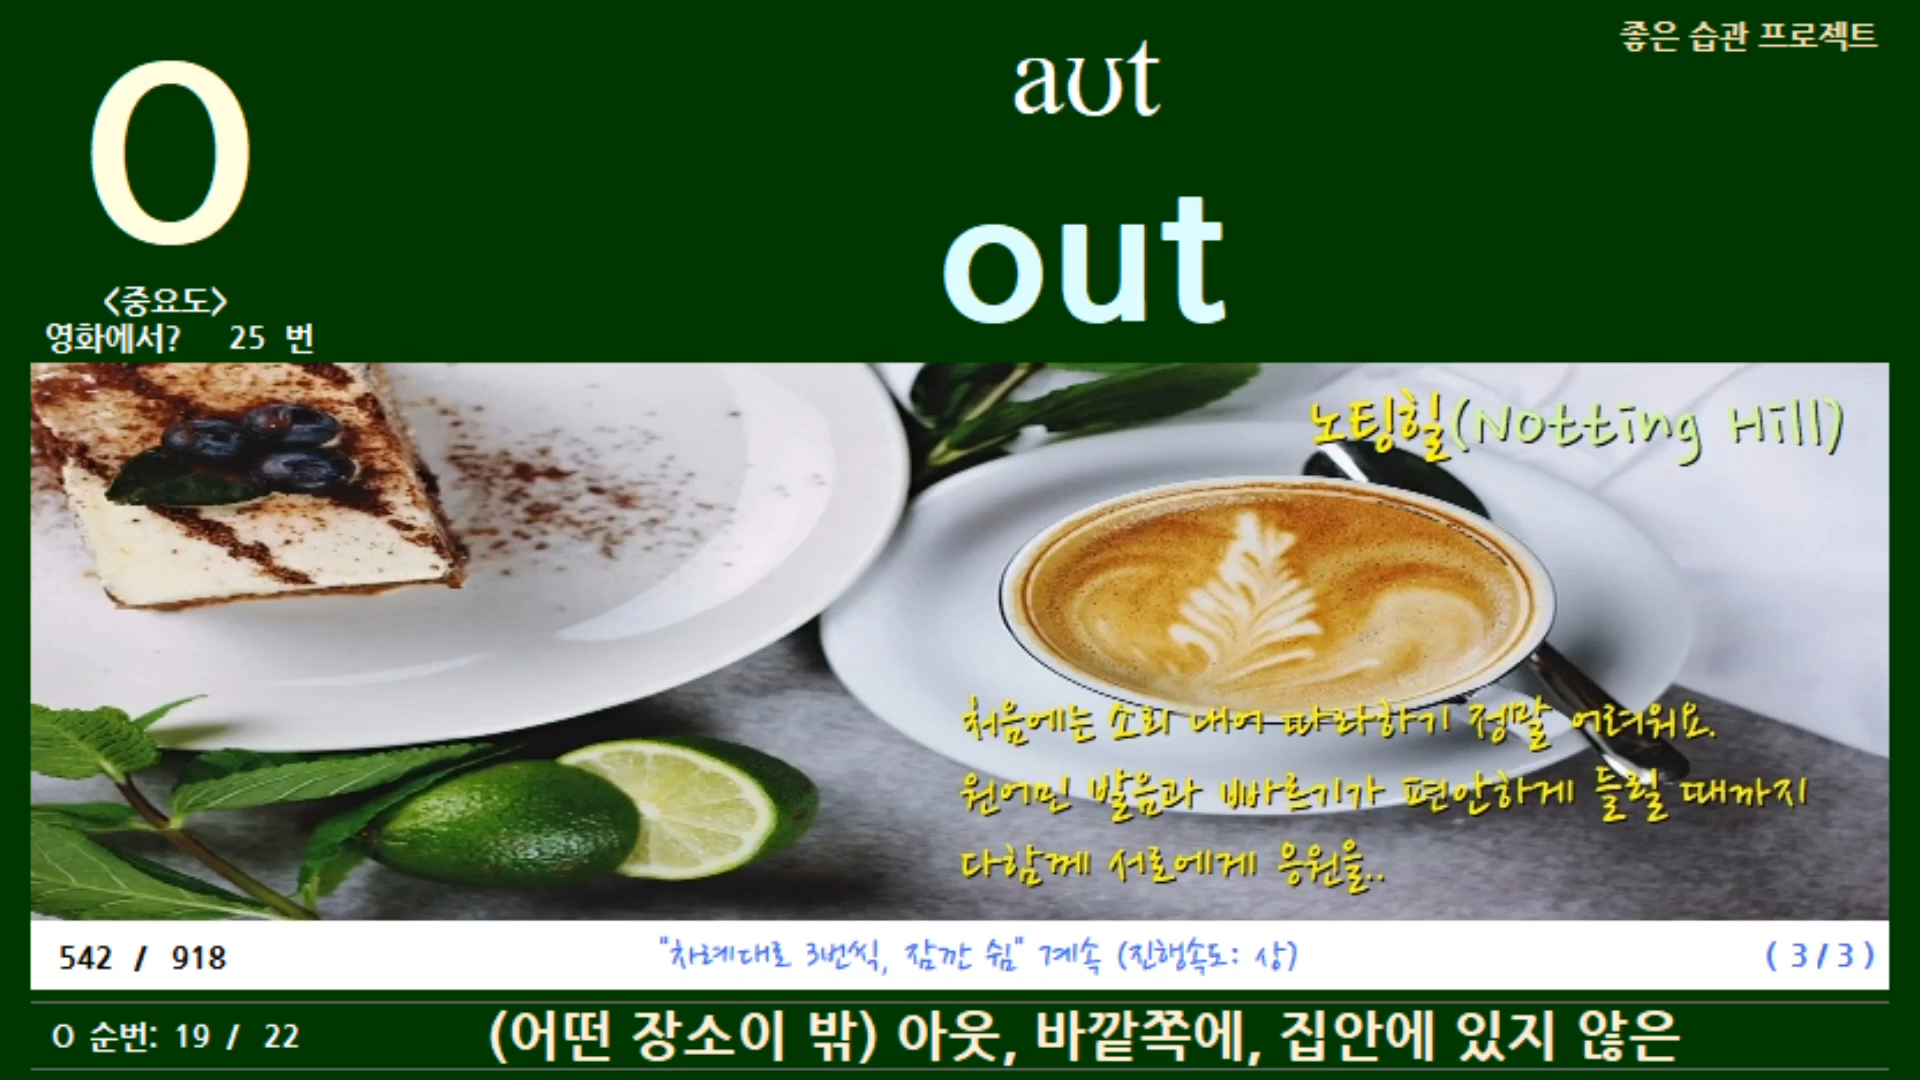 좋은 습관 프로젝트
O
aʊt
out
<중요도>
영화에서? 25 번
노팅힐(Notting Hill)
처음에는 소리 내어 따라하기 정말 어려워요.
원어민 발음과 빠르기가 편안하게 들릴 때까지
다함께 서로에게 응원을..
542 / 918
"차례대로 3번씩, 잠깐 쉼" 계속 (진행속도: 상)
( 3 / 3 )
O 순번: 19 / 22
(어떤 장소이 밖) 아웃, 바깥쪽에, 집안에 있지 않은